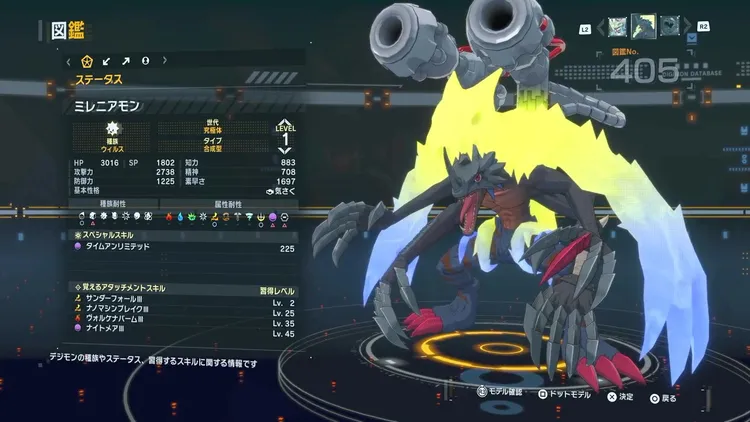 図鑑
L2
R2
図鑑No.
405
DIGIMON DATABASE
ステータス
ミレニアモン
種族
ウイルス
世代
究極体
タイプ
合成型
LEVEL
1
HP 3016 SP 1802
攻撃力 2738
防御力 1225
基本性格
知力 883
精神 708
素早さ 1697
気さく
種族耐性 属性耐性
スペシャルスキル
タイムアンリミテッド 225
覚えるアタッチメントスキル 習得レベル
サンダーフォールIII Lv. 2
ナノマシンブレイクIII Lv. 25
ヴォルケナパームIII Lv. 35
ナイトメアIII Lv. 45
デジモンの種族やステータス、習得するスキルに関する情報です
モデル確認 ドットモデル 決定 戻る